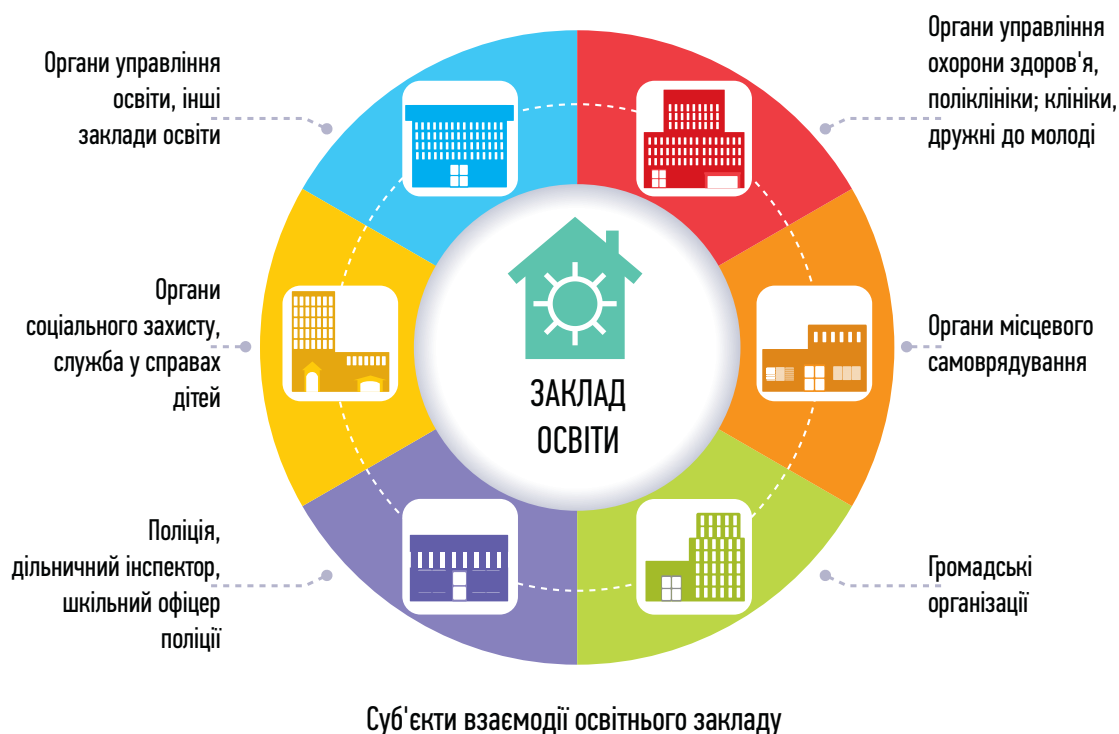 Органи управління
освіти, інші
заклади освіти
Органи управління
охорони здоров'я,
поліклініки; клініки,
дружні до молоді
Органи
соціального захисту,
служба у справах
дітей
ЗАКЛАД
ОСВІТИ
Органи місцевого
самоврядування
Поліція,
дільничний інспектор,
шкільний офіцер
поліції
Громадські
організації
Суб'єкти взаємодії освітнього закладу